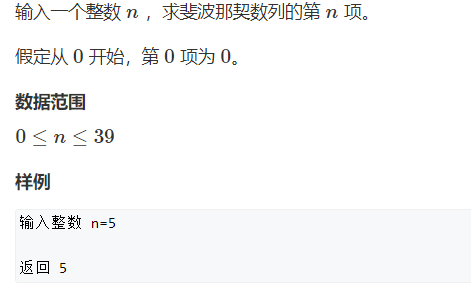 输入一个整数 n ，求斐波那契数列的第 n 项。
假定从 0 开始，第 0 项为 0。
数据范围
0 ≤ n ≤ 39
样例
输入整数 n=5
返回 5